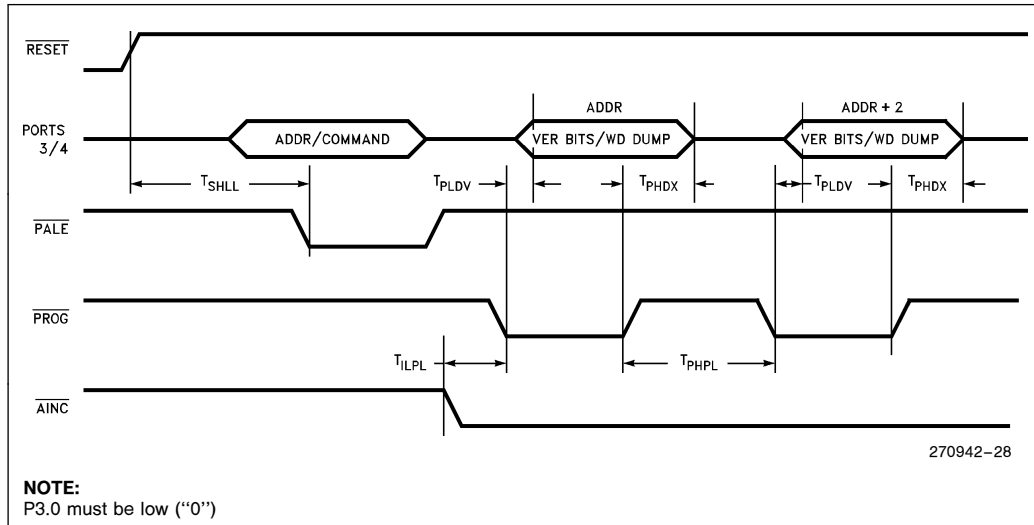 RESET
ADDR
ADDR + 2
PORTS
3/4
ADDR/COMMAND
VER BITS/WD DUMP
VER BITS/WD DUMP
TSHLL
TPLDV
TPHDX
TPLDV
TPHDX
PALE
PROG
TILPL
TPHPL
AINC
270942–28
NOTE:
P3.0 must be low (‘‘0’’)